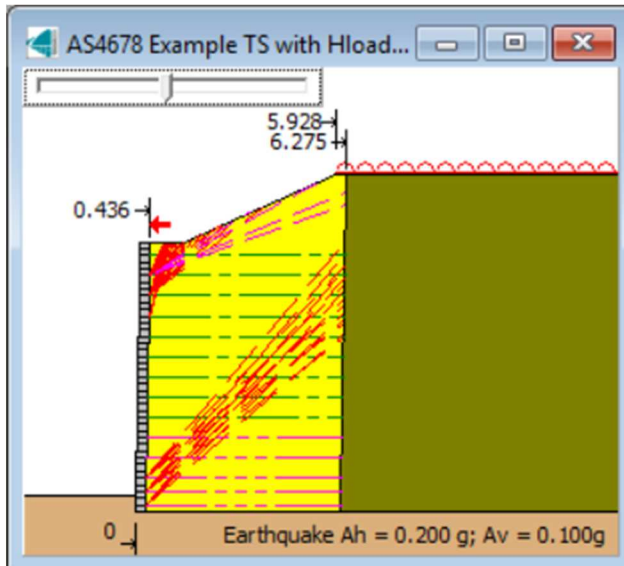 AS4678 Example TS with Hload...
5.928
6.275
0.436
0
Earthquake Ah = 0.200 g; Av = 0.100g